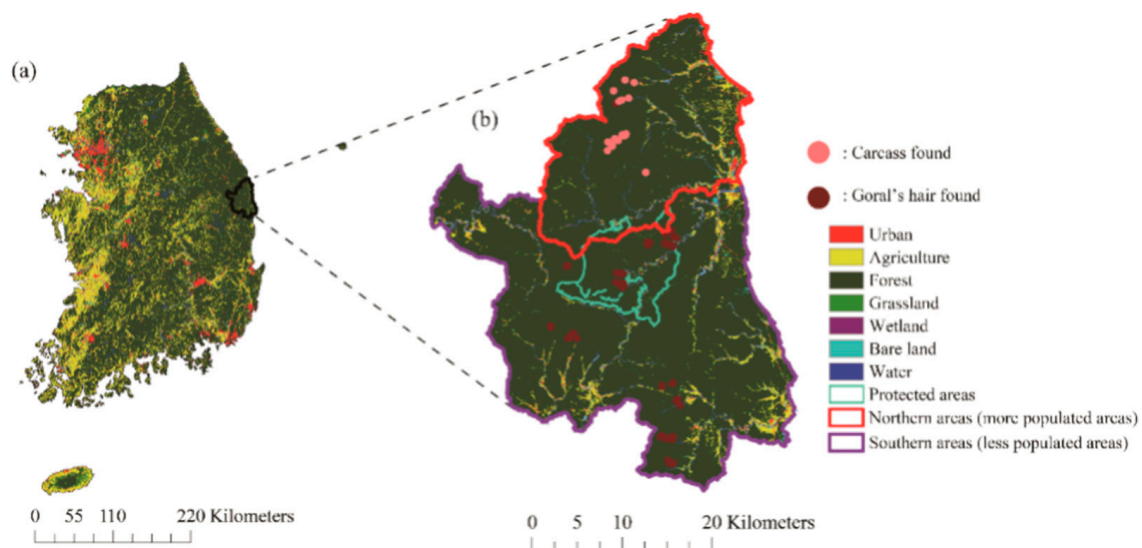 (a)
(b)
: Carcass found
: Goral's hair found
Urban
Agriculture
Forest
Grassland
Wetland
Bare land
Water
Protected areas
Northern areas (more populated areas)
Southern areas (less populated areas)
0 55 110 220 Kilometers
0 5 10 20 Kilometers